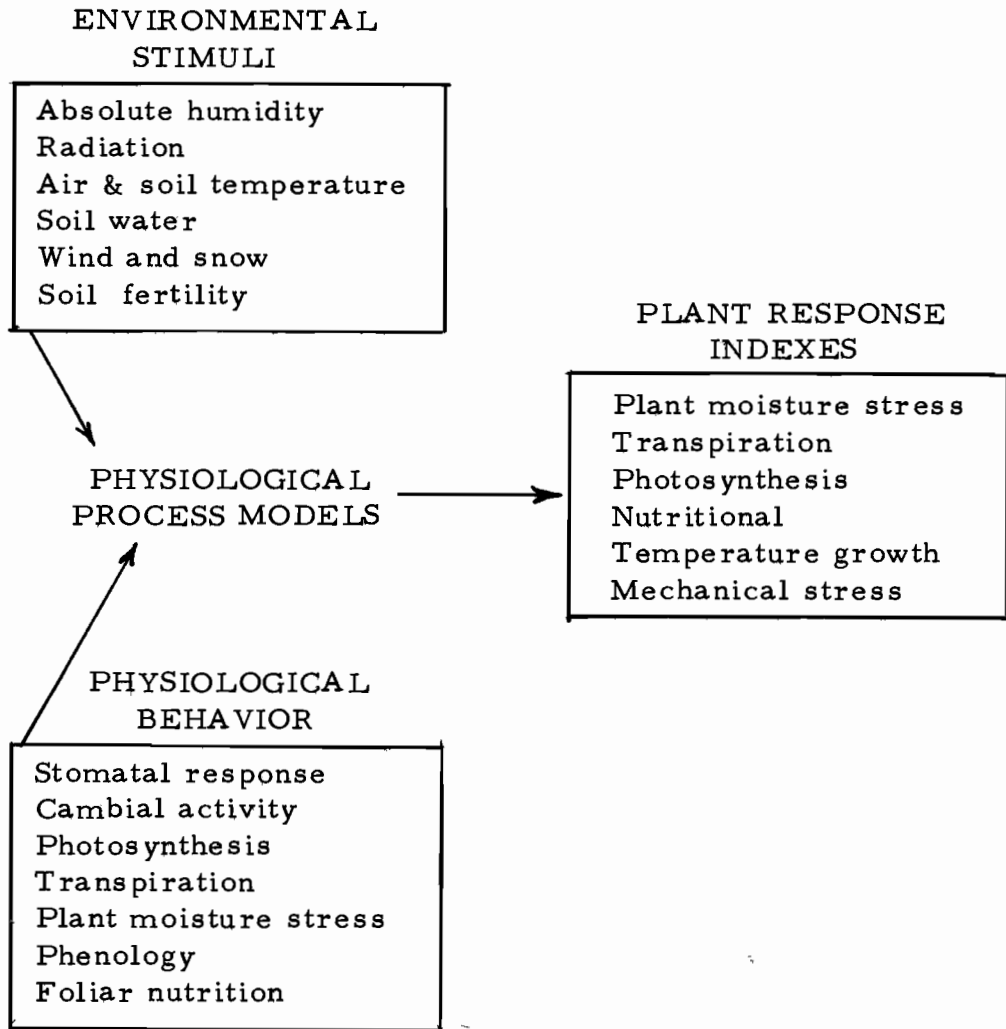 ENVIRONMENTAL
STIMULI
Absolute humidity
Radiation
Air & soil temperature
Soil water
Wind and snow
Soil fertility
PHYSIOLOGICAL
PROCESS MODELS
PLANT RESPONSE
INDEXES
Plant moisture stress
Transpiration
Photosynthesis
Nutritional
Temperature growth
Mechanical stress
PHYSIOLOGICAL
BEHAVIOR
Stomatal response
Cambial activity
Photosynthesis
Transpiration
Plant moisture stress
Phenology
Foliar nutrition